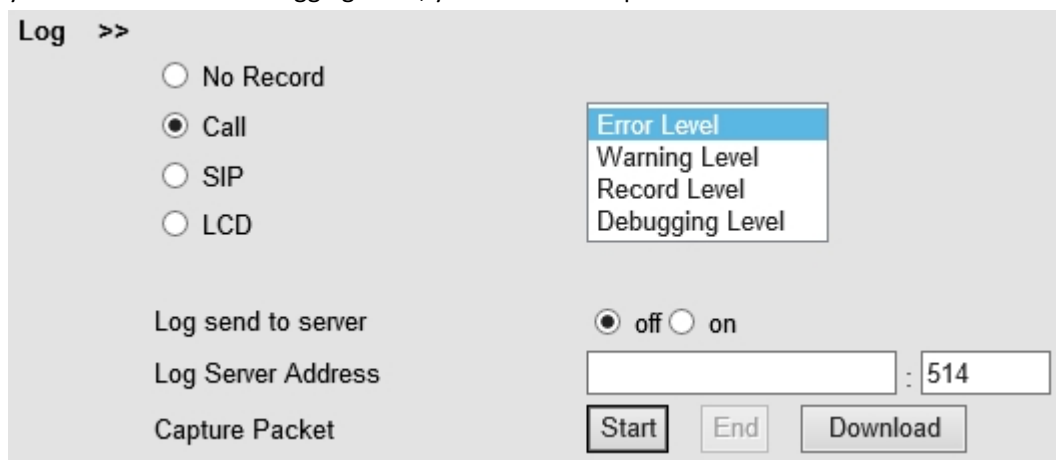 Log >>
No Record
Call
SIP
LCD
Error Level
Warning Level
Record Level
Debugging Level
Log send to server off on
Log Server Address : 514
Capture Packet Start End Download